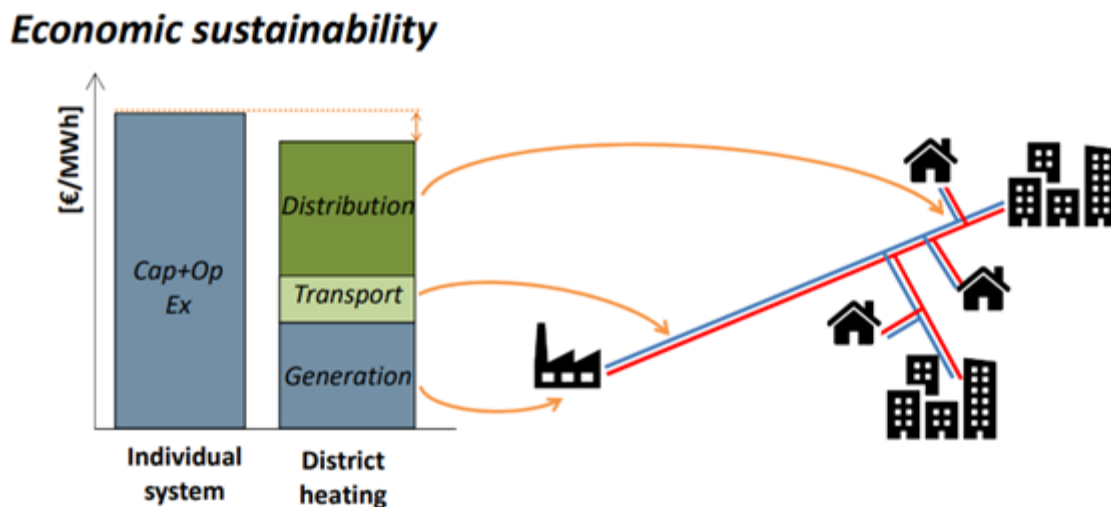 Economic sustainability
[€/MWh]
Cap+Op
Ex
Distribution
Transport
Generation
Individual
system
District
heating